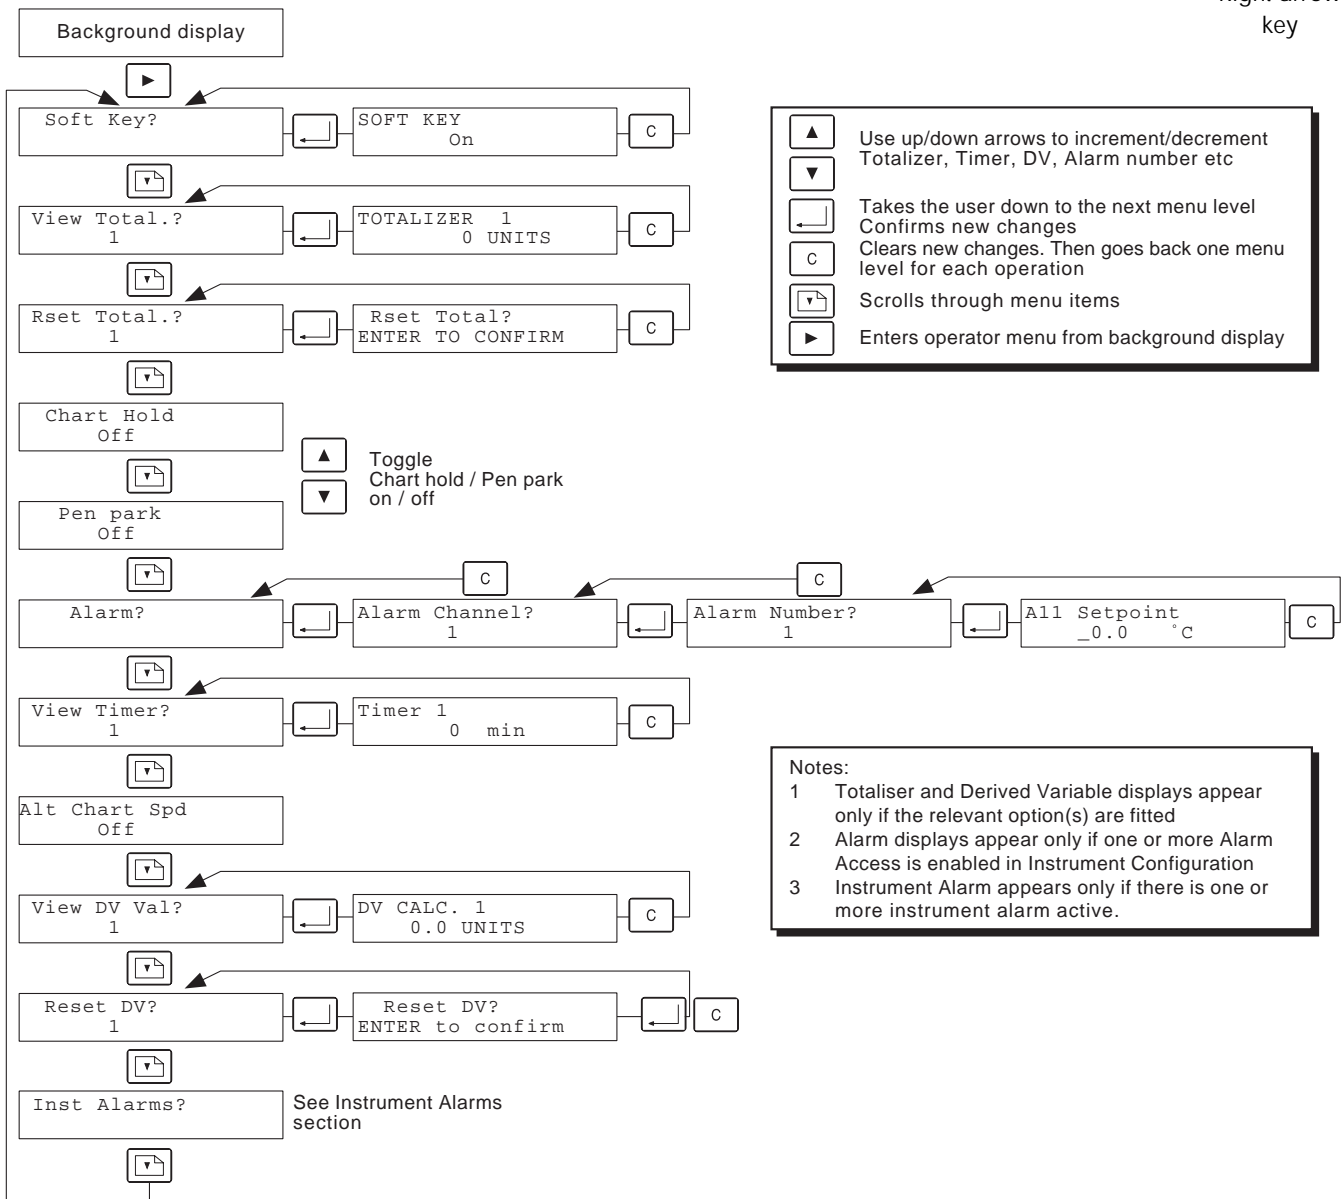 key
Background display
Soft Key?
SOFT KEY
On
C
View Total.?
1
TOTALIZER 1
0 UNITS
C
Rset Total.?
1
Rset Total?
ENTER TO CONFIRM
C
Use up/down arrows to increment/decrement
Totalizer, Timer, DV, Alarm number etc
Takes the user down to the next menu level
Confirms new changes
C
Clears new changes. Then goes back one menu
level for each operation
Scrolls through menu items
Enters operator menu from background display
Chart Hold
Off
Toggle
Chart hold / Pen park
on / off
Pen park
Off
C
C
Alarm?
Alarm Channel?
1
Alarm Number?
1
A11 Setpoint
_0.0 °C
C
View Timer?
1
Timer 1
0 min
C
Alt Chart Spd
Off
Notes:
1 Totaliser and Derived Variable displays appear
only if the relevant option(s) are fitted
2 Alarm displays appear only if one or more Alarm
Access is enabled in Instrument Configuration
3 Instrument Alarm appears only if there is one or
more instrument alarm active.
View DV Val?
1
DV CALC. 1
0.0 UNITS
C
Reset DV?
1
Reset DV?
ENTER to confirm
C
Inst Alarms?
See Instrument Alarms
section